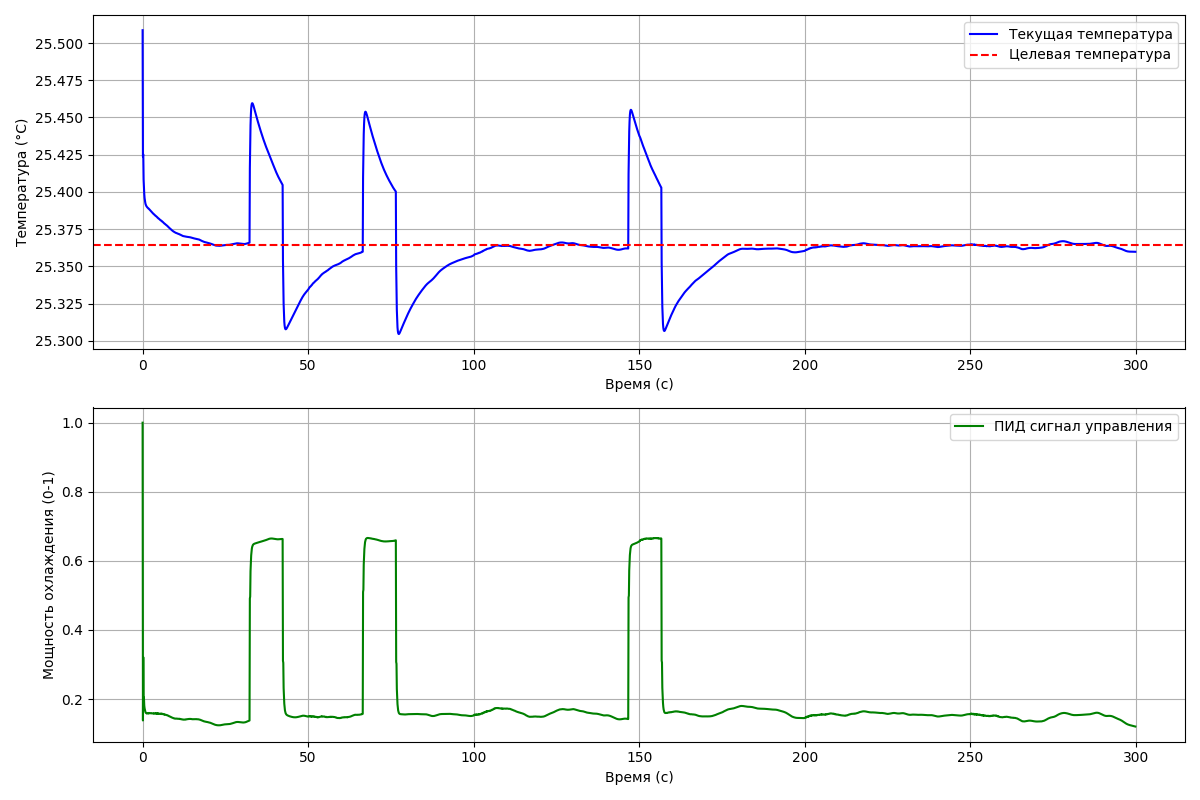 25.500
25.475
25.450
25.425
25.400
25.375
25.350
25.325
25.300
Температура (°C)
Текущая температура
Целевая температура
0 50 100 150 200 250 300
Время (с)
1.0
0.8
0.6
0.4
0.2
Мощность охлаждения (0-1)
ПИД сигнал управления
0 50 100 150 200 250 300
Время (с)